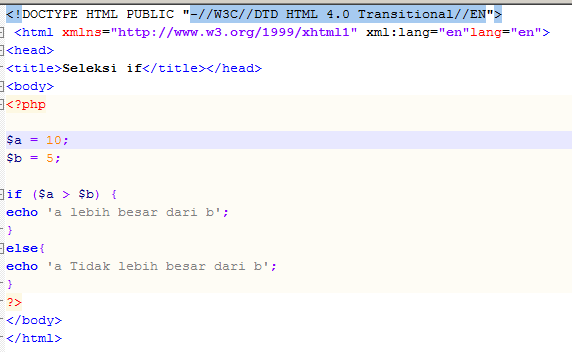 <!DOCTYPE HTML PUBLIC "-//W3C//DTD HTML 4.0 Transitional//EN">
<html xmlns="http://www.w3.org/1999/xhtml1" xml:lang="en"lang="en">
<head>
<title>Seleksi if</title></head>
<body>
<?php
$a = 10;
$b = 5;
if ($a > $b) {
echo 'a lebih besar dari b';
}
else{
echo 'a Tidak lebih besar dari b';
}
?>
</body>
</html>